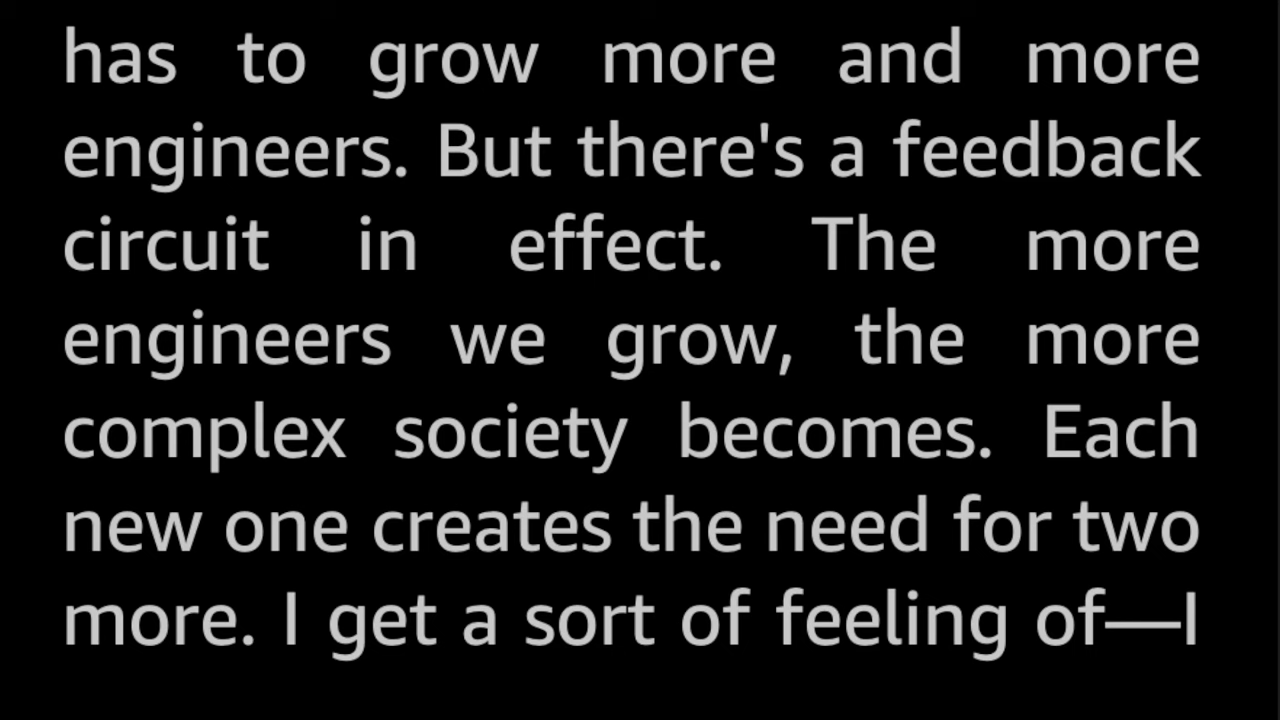 has to grow more and more
engineers. But there's a feedback
circuit in effect. The more
engineers we grow, the more
complex society becomes. Each
new one creates the need for two
more. I get a sort of feeling of—I